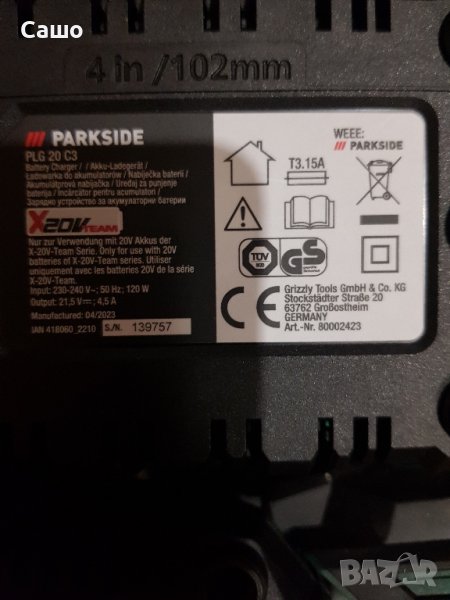 Сашо
4 in /102mm
PARKSIDE
PLG 20 C3
Battery Charger / / Akku-Ladegerät /
Ładowarka do akumulatorów / Nabíječka baterií /
Akumulátorová nabíjačka / Uređaj za punjenje
baterija / Încărcător pentru acumulatori /
Зарядно устройство за акумулаторни батерии
X20V TEAM
Nur zur Verwendung mit 20V Akkus der
X-20V-Team Serie. Only for use with 20V
batteries of X-20V-Team series. Utiliser
uniquement avec les batteries 20V de la série
X-20V-Team.
Input: 230-240 V~; 50 Hz; 120 W
Output: 21,5 V⎓; 4,5 A
Manufactured: 04/2023
IAN 418060_2210 S./N. 139757
WEEE:
PARKSIDE
T3.15A
TÜV
GS
CE
Grizzly Tools GmbH & Co. KG
Stockstädter Straße 20
63762 Großostheim
GERMANY
Art.-Nr. 80002423
BAZAR